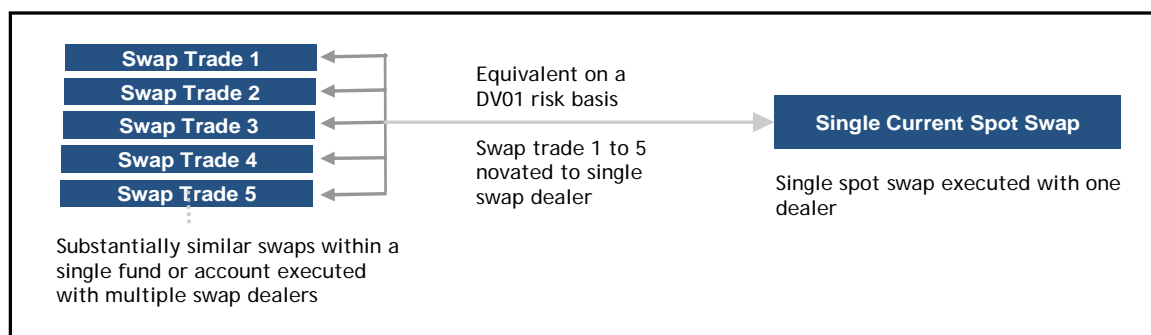 Swap Trade 1
Swap Trade 2
Swap Trade 3
Swap Trade 4
Swap Trade 5
Substantially similar swaps within a
single fund or account executed
with multiple swap dealers
Equivalent on a
DV01 risk basis
Swap trade 1 to 5
novated to single
swap dealer
Single Current Spot Swap
Single spot swap executed with one
dealer